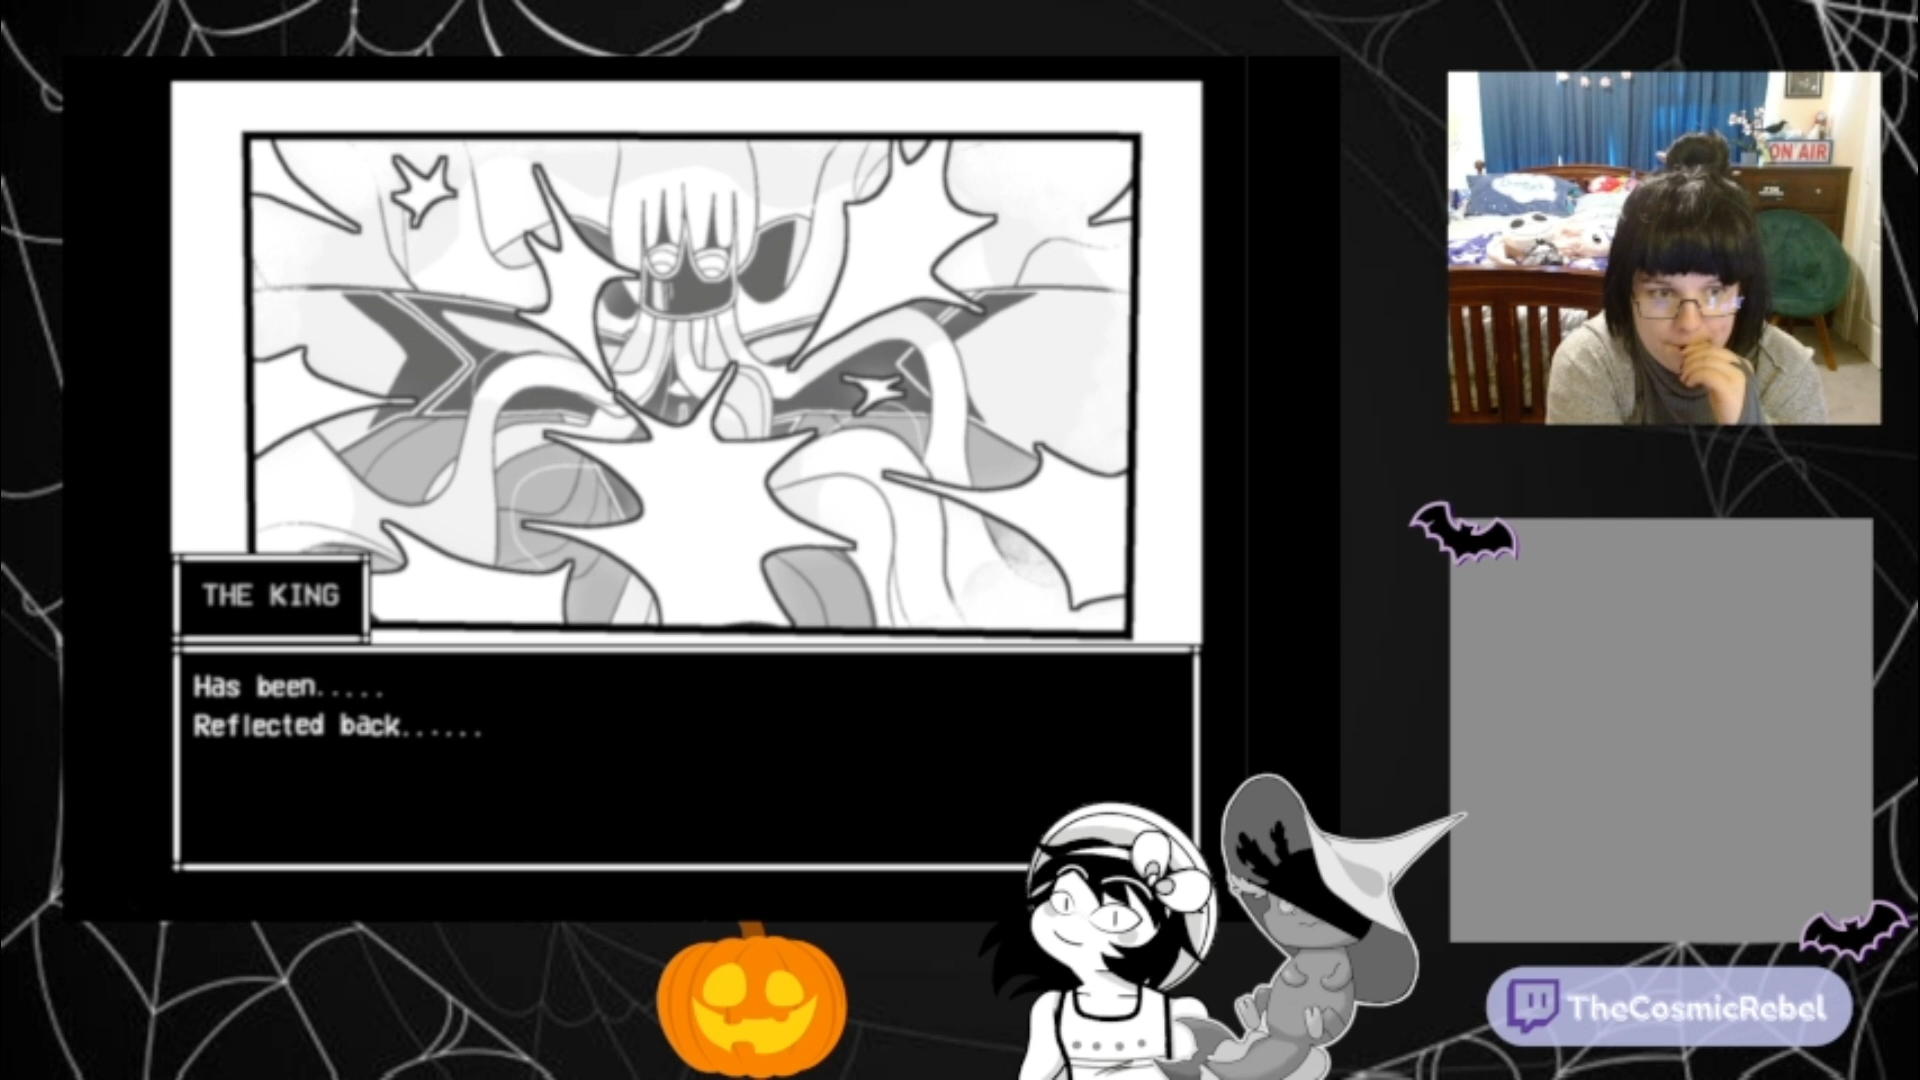 ON AIR
THE KING
Has been.....
Reflected back......
TheCosmicRebel